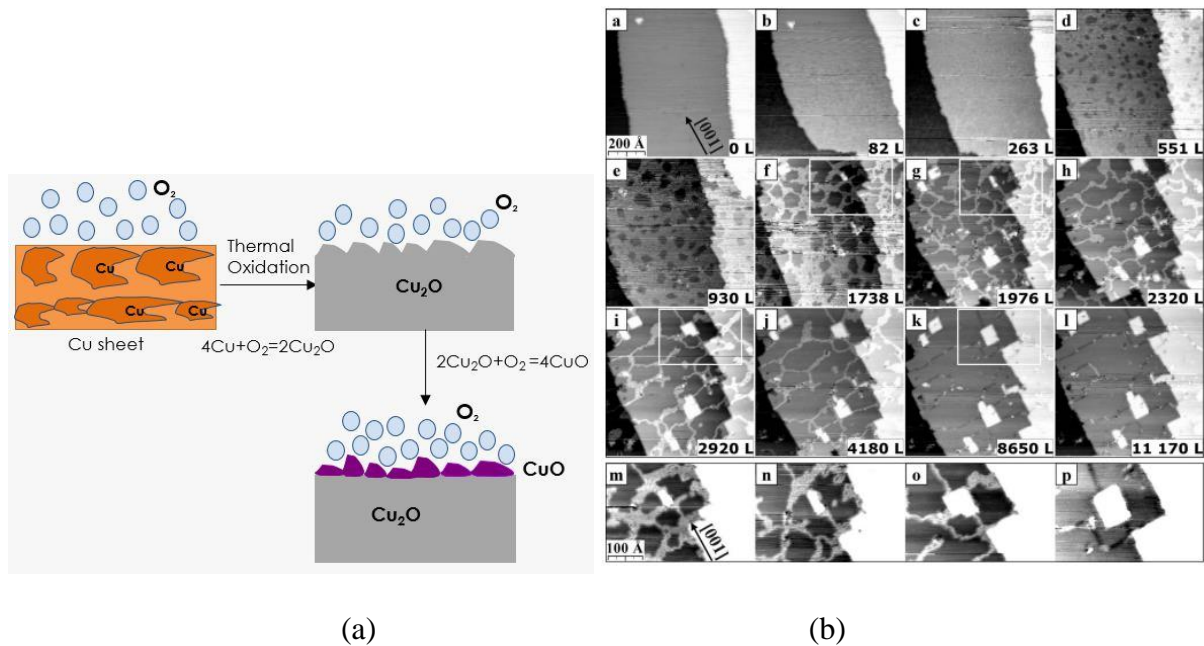 O₂
Cu
Cu
Cu
Cu
Cu
Cu sheet
Thermal
Oxidation
4Cu+O₂=2Cu₂O
O₂
Cu₂O
2Cu₂O+O₂=4CuO
O₂
CuO
Cu₂O
(a)
a
200 Å
[001]
0 L
b
82 L
c
263 L
d
551 L
e
930 L
f
1738 L
g
1976 L
h
2320 L
i
2920 L
j
4180 L
k
8650 L
l
11 170 L
m
100 Å
[001]
n
o
p
(b)